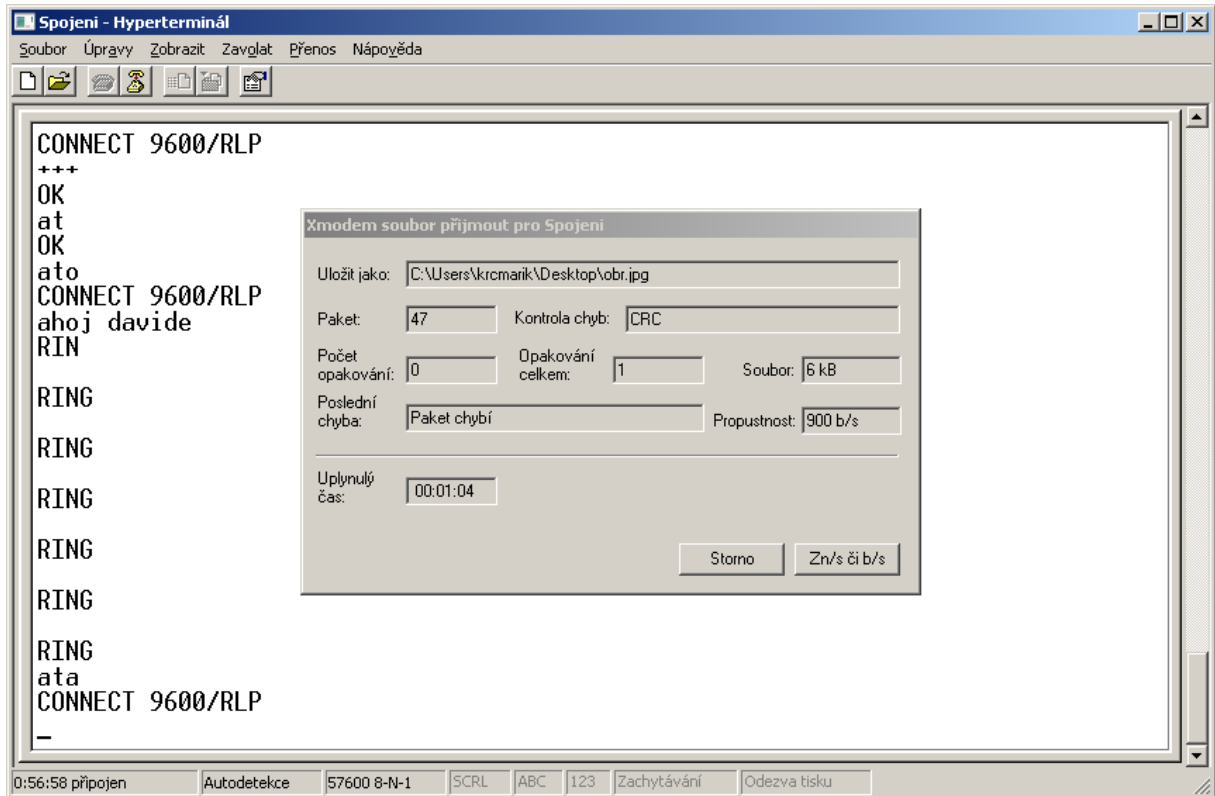 Spojeni - Hyperterminál
Soubor Úpravy Zobrazit Zavolat Přenos Nápověda
CONNECT 9600/RLP
+++
OK
at
OK
ato
CONNECT 9600/RLP
ahoj davide
RIN
RING
RING
RING
RING
RING
RING
ata
CONNECT 9600/RLP
_
Xmodem soubor přijmout pro Spojeni
Uložit jako: C:\Users\krcmarik\Desktop\obr.jpg
Paket: 47 Kontrola chyb: CRC
Počet opakování: 0 Opakování celkem: 1 Soubor: 6 kB
Poslední chyba: Paket chybí Propustnost: 900 b/s
Uplynulý čas: 00:01:04
Storno Zn/s či b/s
0:56:58 připojen Autodetekce 57600 8-N-1 SCRL ABC 123 Zachytávání Odezva tisku